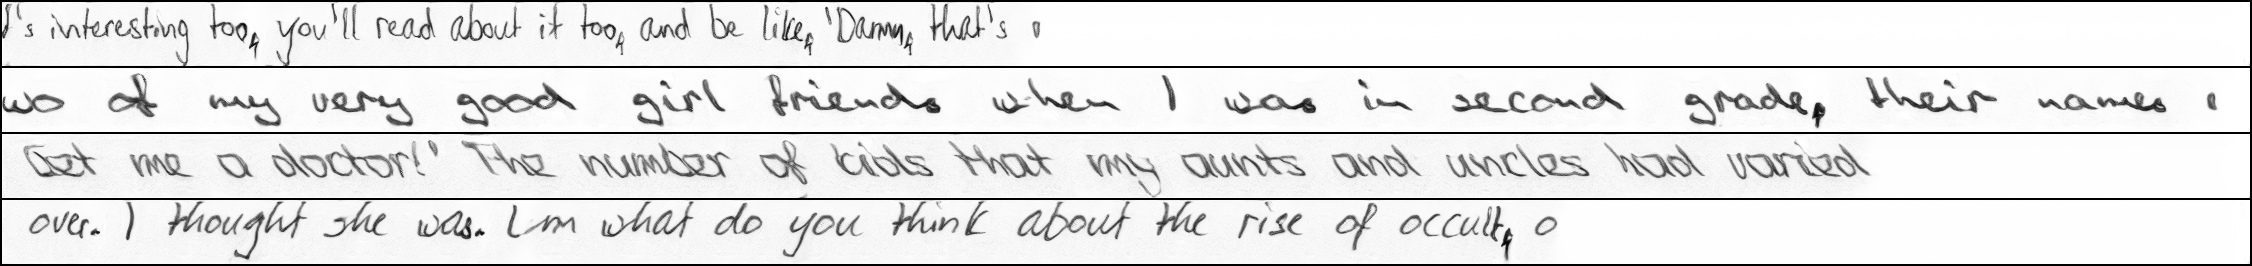 's interesting too, you'll read about it too, and be like, 'Damn, that's
wo of my very good girl friends when I was in second grade, their names
Get me a doctor!' The number of kids that my aunts and uncles had varied
over. I thought she was. I'm what do you think about the rise of occult, o